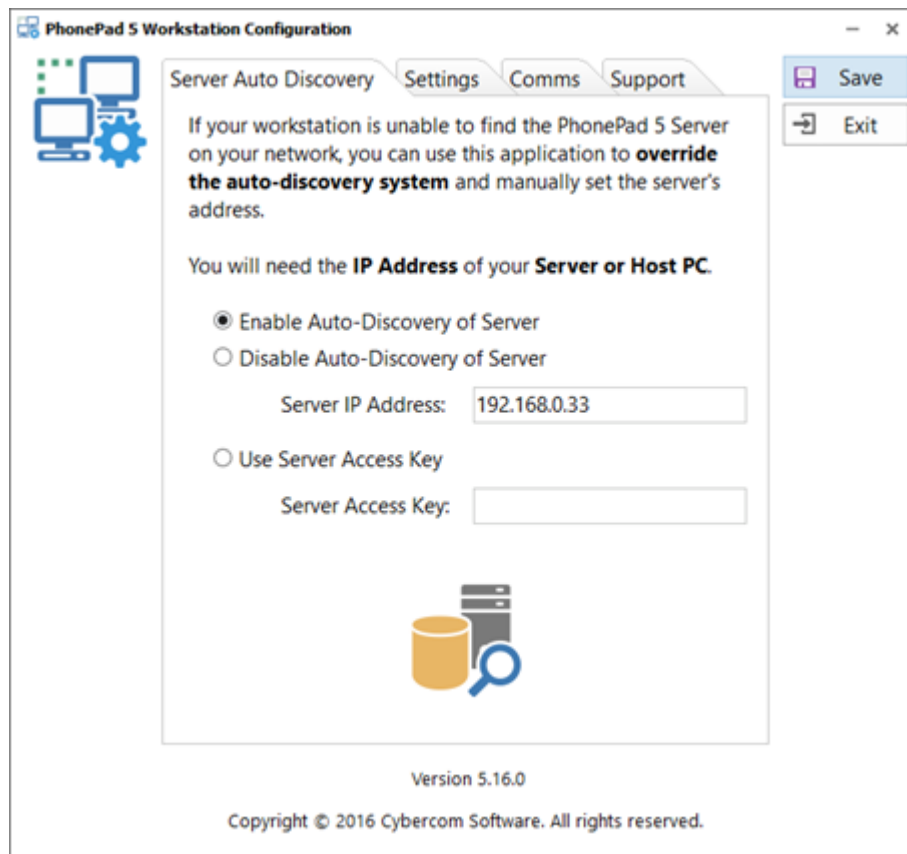 PhonePad 5 Workstation Configuration
Server Auto Discovery
Settings
Comms
Support
Save
Exit
If your workstation is unable to find the PhonePad 5 Server
on your network, you can use this application to override
the auto-discovery system and manually set the server's
address.
You will need the IP Address of your Server or Host PC.
Enable Auto-Discovery of Server
Disable Auto-Discovery of Server
Server IP Address: 192.168.0.33
Use Server Access Key
Server Access Key:
Version 5.16.0
Copyright © 2016 Cybercom Software. All rights reserved.